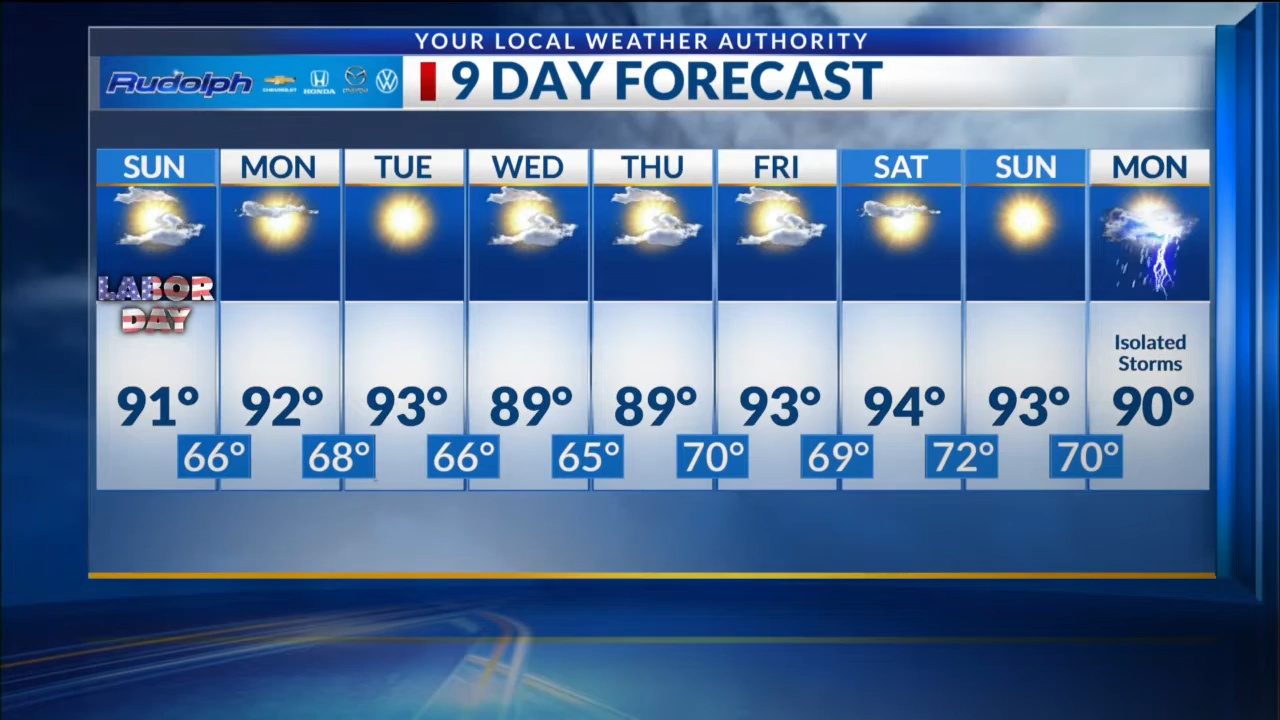 YOUR LOCAL WEATHER AUTHORITY
Rudolph CHEVROLET HONDA
9 DAY FORECAST
SUN MON TUE WED THU FRI SAT SUN MON
LABOR
DAY
Isolated
Storms
91° 92° 93° 89° 89° 93° 94° 93° 90°
66° 68° 66° 65° 70° 69° 72° 70°